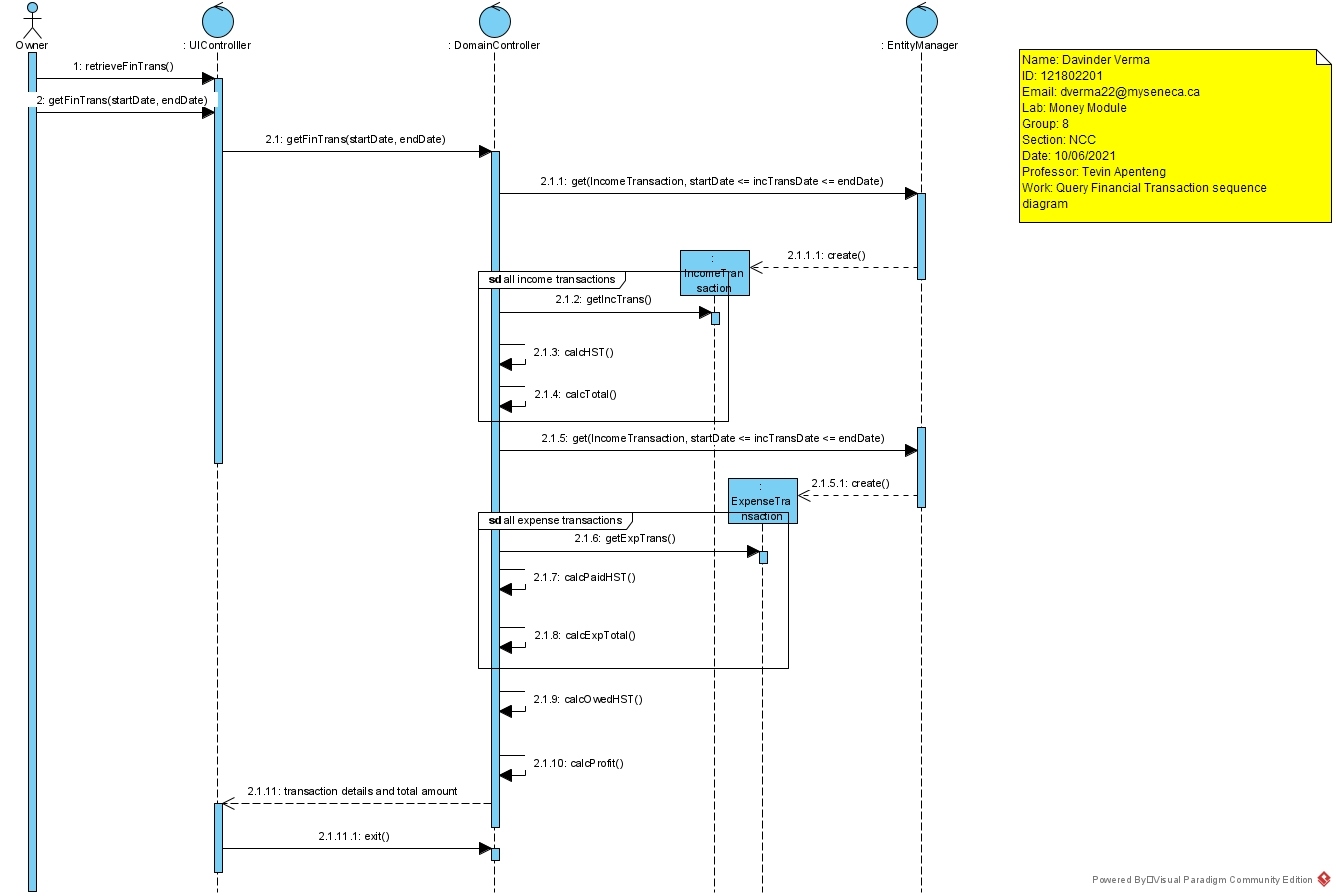 Owner
: UIControlller
: DomainController
: EntityManager
1: retrieveFinTrans()
2: getFinTrans(startDate, endDate)
2.1: getFinTrans(startDate, endDate)
2.1.1: get(IncomeTransaction, startDate <= incTransDate <= endDate)
2.1.1.1: create()
:
IncomeTran
saction
sd all income transactions
2.1.2: getIncTrans()
2.1.3: calcHST()
2.1.4: calcTotal()
2.1.5: get(IncomeTransaction, startDate <= incTransDate <= endDate)
2.1.5.1: create()
:
ExpenseTra
nsaction
sd all expense transactions
2.1.6: getExpTrans()
2.1.7: calcPaidHST()
2.1.8: calcExpTotal()
2.1.9: calcOwedHST()
2.1.10: calcProfit()
2.1.11: transaction details and total amount
2.1.11.1: exit()
Name: Davinder Verma
ID: 121802201
Email: dverma22@myseneca.ca
Lab: Money Module
Group: 8
Section: NCC
Date: 10/06/2021
Professor: Tevin Apenteng
Work: Query Financial Transaction sequence
diagram
Powered By Visual Paradigm Community Edition